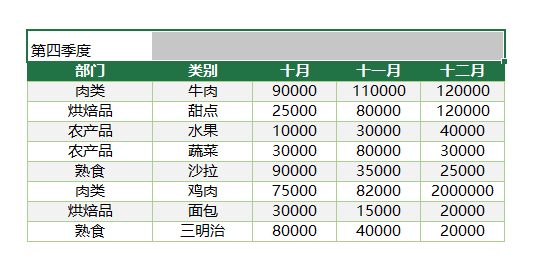 第四季度
部门 类别 十月 十一月 十二月
肉类 牛肉 90000 110000 120000
烘焙品 甜点 25000 80000 120000
农产品 水果 10000 30000 40000
农产品 蔬菜 30000 80000 30000
熟食 沙拉 90000 35000 25000
肉类 鸡肉 75000 82000 2000000
烘焙品 面包 30000 15000 20000
熟食 三明治 80000 40000 20000